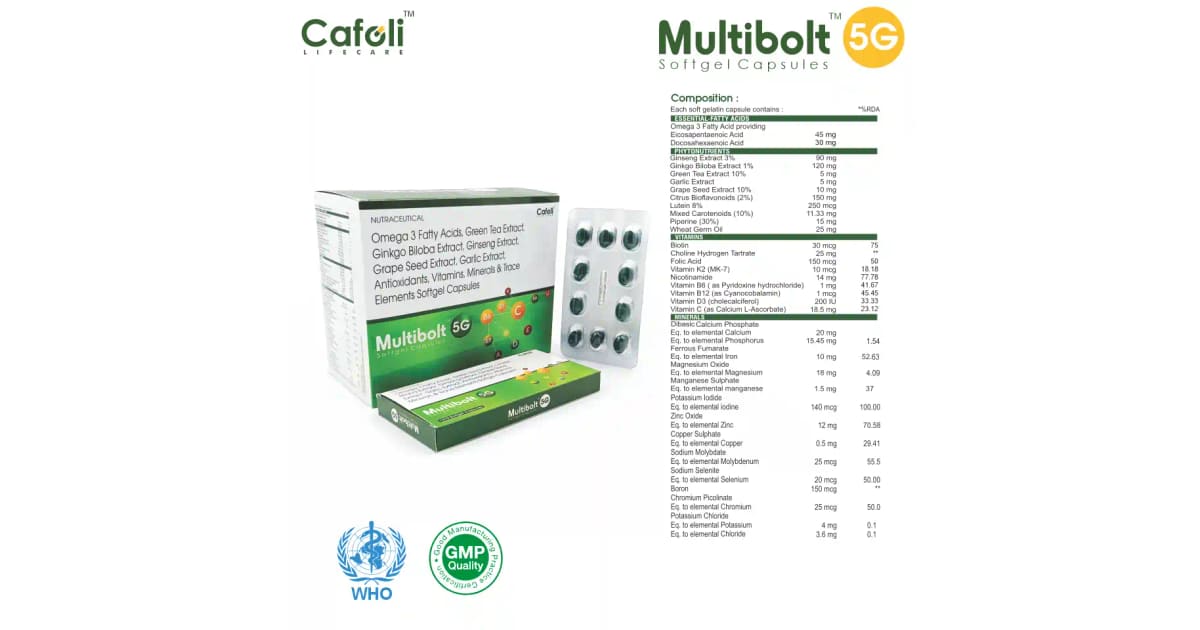 Cafoli™
LIFECARE
Multibolt™ 5G
Softgel Capsules
Composition :
Each soft gelatin capsule contains : *%RDA
ESSENTIAL FATTY ACIDS
Omega 3 Fatty Acid providing
Eicosapentaenoic Acid 45 mg
Docosahexaenoic Acid 30 mg
PHYTONUTRIENTS
Ginseng Extract 3% 90 mg
Ginkgo Biloba Extract 1% 120 mg
Green Tea Extract 10% 5 mg
Garlic Extract 5 mg
Grape Seed Extract 10% 10 mg
Citrus Bioflavonoids (2%) 150 mg
Lutein 8% 250 mcg
Mixed Carotenoids (10%) 11.33 mg
Piperine (30%) 15 mg
Wheat Germ Oil 25 mg
VITAMINS
Biotin 30 mcg 75
Choline Hydrogen Tartrate 25 mg **
Folic Acid 150 mcg 50
Vitamin K2 (MK-7) 10 mcg 18.18
Nicotinamide 14 mg 77.78
Vitamin B6 ( as Pyridoxine hydrochloride) 1 mg 41.67
Vitamin B12 (as Cyanocobalamin) 1 mcg 45.45
Vitamin D3 (cholecalciferol) 200 IU 33.33
Vitamin C (as Calcium L-Ascorbate) 18.5 mg 23.12
MINERALS
Dibasic Calcium Phosphate
Eq. to elemental Calcium 20 mg
Eq. to elemental Phosphorus 15.45 mg 1.54
Ferrous Fumarate
Eq. to elemental Iron 10 mg 52.63
Magnesium Oxide
Eq. to elemental Magnesium 18 mg 4.09
Manganese Sulphate
Eq. to elemental manganese 1.5 mg 37
Potassium Iodide
Eq. to elemental iodine 140 mcg 100.00
Zinc Oxide
Eq. to elemental Zinc 12 mg 70.58
Copper Sulphate
Eq. to elemental Copper 0.5 mg 29.41
Sodium Molybdate
Eq. to elemental Molybdenum 25 mcg 55.5
Sodium Selenite
Eq. to elemental Selenium 20 mcg 50.00
Boron 150 mcg **
Chromium Picolinate
Eq. to elemental Chromium 25 mcg 50.0
Potassium Chloride
Eq. to elemental Potassium 4 mg 0.1
Eq. to elemental Chloride 3.6 mg 0.1
NUTRACEUTICAL
Cafoli
Omega 3 Fatty Acids, Green Tea Extract,
Ginkgo Biloba Extract, Ginseng Extract,
Grape Seed Extract, Garlic Extract,
Antioxidants, Vitamins, Minerals & Trace
Elements Softgel Capsules
Multibolt 5G
Softgel Capsules
Multibolt 5G
Multibolt 5G
Multibolt 5G
WHO
Good Manufacturing Practice Certification
GMP
Quality